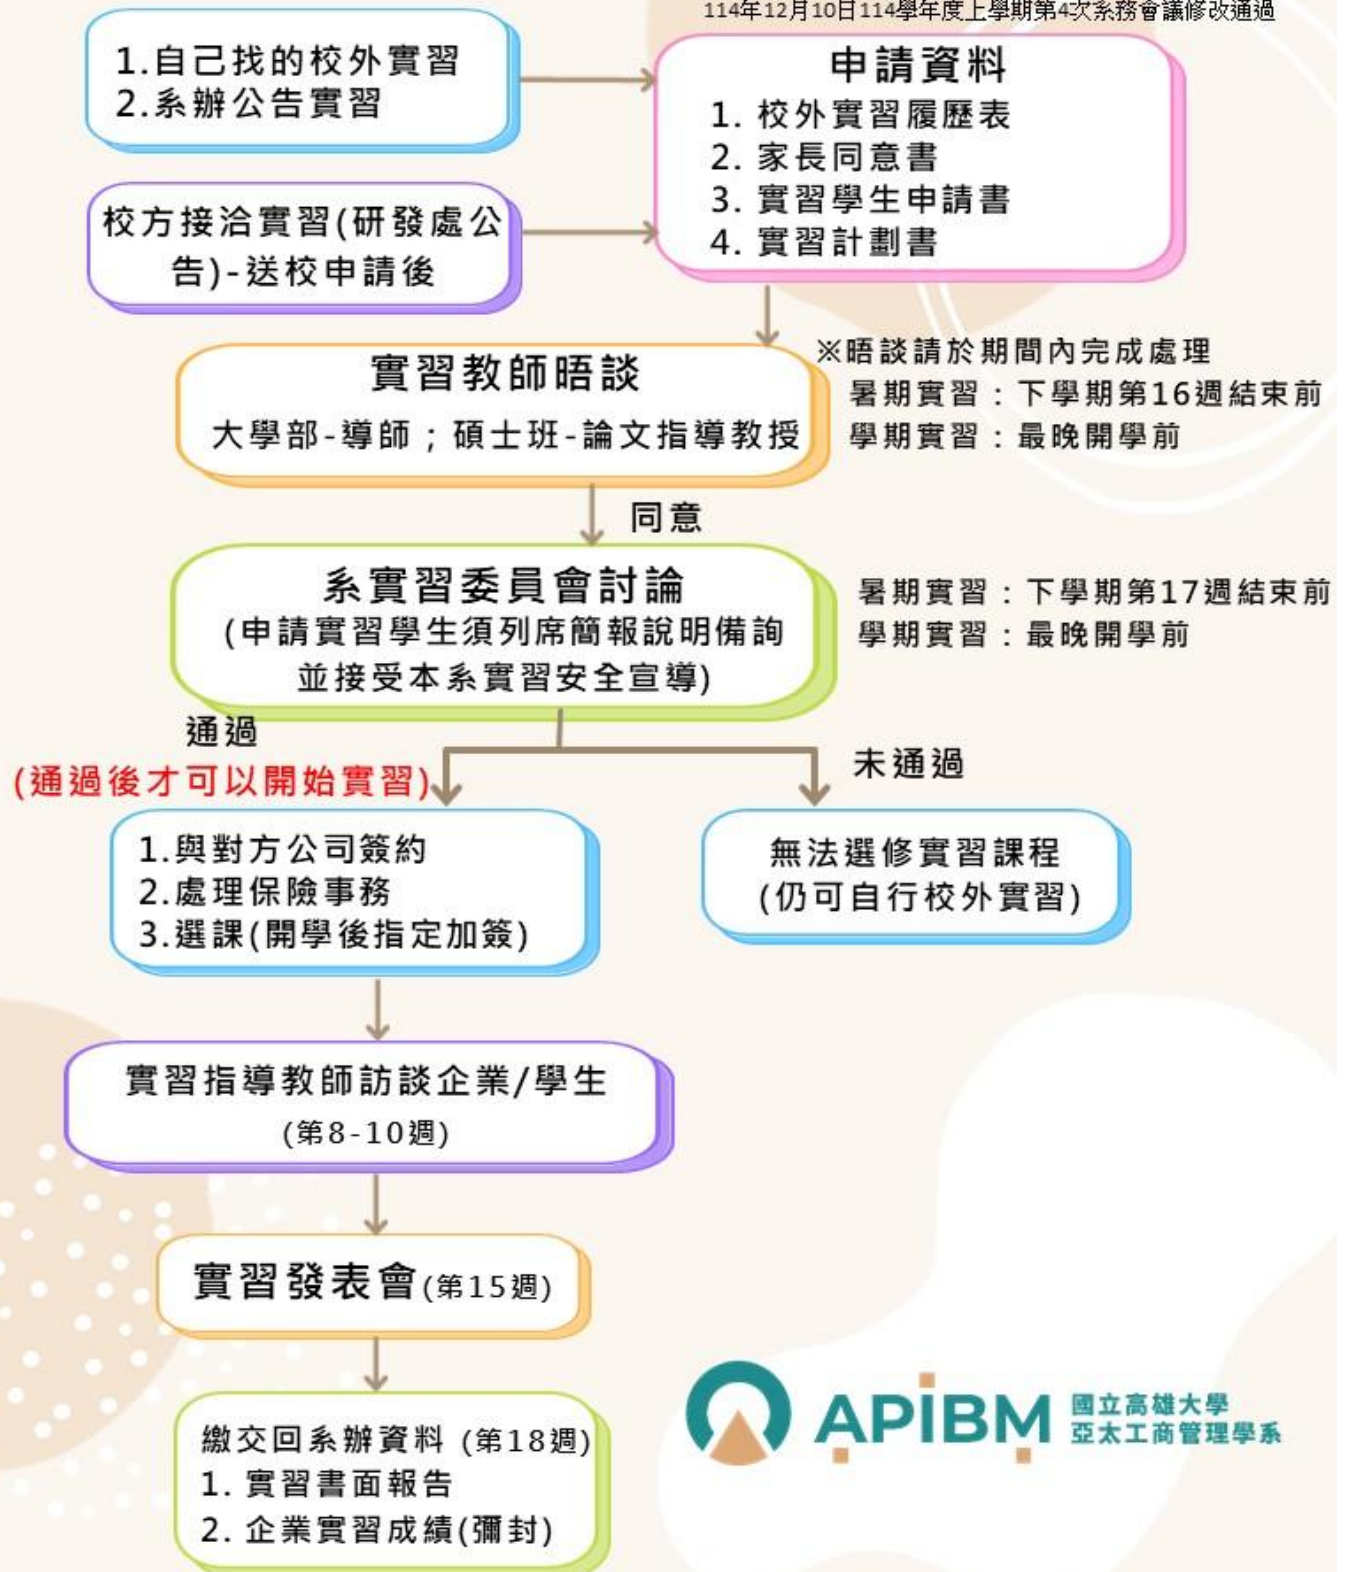 114年12月10日114學年度上學期第4次系務會議修改通過
1.自己找的校外實習
2.系辦公告實習
申請資料
1. 校外實習履歷表
2. 家長同意書
3. 實習學生申請書
4. 實習計劃書
校方接洽實習(研發處公
告)-送校申請後
實習教師晤談
大學部-導師；碩士班-論文指導教授
※晤談請於期間內完成處理
暑期實習：下學期第16週結束前
學期實習：最晚開學前
同意
系實習委員會討論
(申請實習學生須列席簡報說明備詢
並接受本系實習安全宣導)
暑期實習：下學期第17週結束前
學期實習：最晚開學前
通過
(通過後才可以開始實習)
未通過
1.與對方公司簽約
2.處理保險事務
3.選課(開學後指定加簽)
無法選修實習課程
(仍可自行校外實習)
實習指導教師訪談企業/學生
(第8-10週)
實習發表會(第15週)
繳交回系辦資料 (第18週)
1. 實習書面報告
2. 企業實習成績(彌封)
APIBM
國立高雄大學
亞太工商管理學系